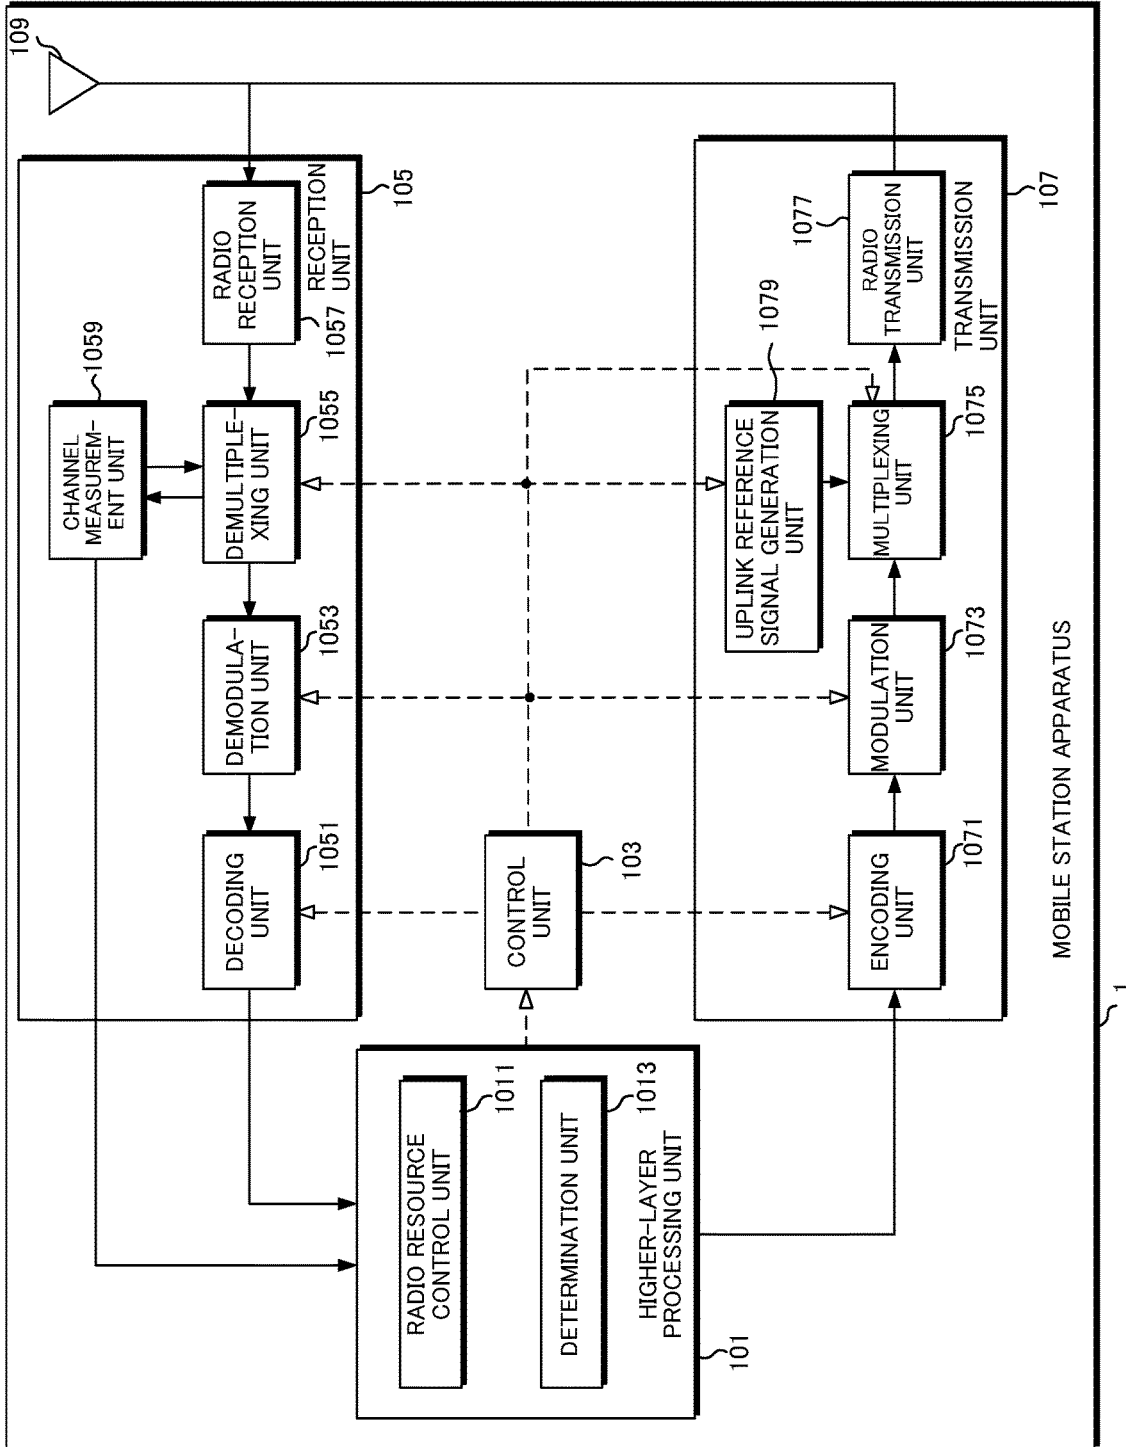 109
RADIO
RECEPTION
UNIT
1057
RECEPTION
UNIT
105
CHANNEL
MEASUREM-
ENT UNIT
1059
DEMULTIPLE-
XING UNIT
1055
DEMODULA-
TION UNIT
1053
DECODING
UNIT
1051
CONTROL
UNIT
103
RADIO RESOURCE
CONTROL UNIT
1011
DETERMINATION UNIT
1013
HIGHER-LAYER
PROCESSING UNIT
101
ENCODING
UNIT
1071
MODULATION
UNIT
1073
UPLINK REFERENCE
SIGNAL GENERATION
UNIT
1079
MULTIPLEXING
UNIT
1075
RADIO
TRANSMISSION
UNIT
1077
TRANSMISSION
UNIT
107
MOBILE STATION APPARATUS
1